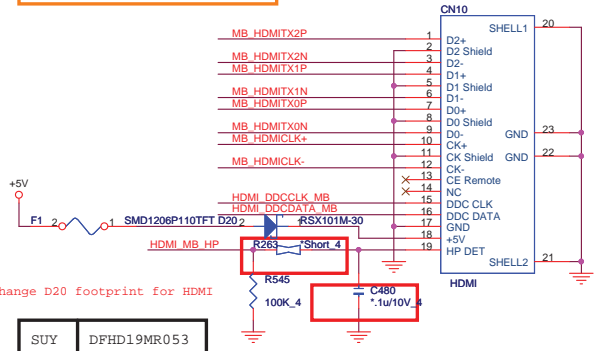 CN10
SHELL1 20
MB_HDMITX2P 1 D2+
2 D2 Shield
MB_HDMITX2N 3 D2-
MB_HDMITX1P 4 D1+
5 D1 Shield
MB_HDMITX1N 6 D1-
MB_HDMITX0P 7 D0+
8 D0 Shield
MB_HDMITX0N 9 D0- GND 23
MB_HDMICLK+ 10 CK+
11 CK Shield GND 22
MB_HDMICLK- 12 CK-
13 CE Remote
14 NC
HDMI_DDCCLK_MB 15 DDC CLK
HDMI_DDCDATA_MB 16 DDC DATA
17 GND
18 +5V
HDMI_MB_HP 19 HP DET
SHELL2 21
HDMI
+5V
F1 2 1 SMD1206P110TFT D20 2 1 RSX101M-30
R263 *Short_4
R545
100K_4
C480
*.1u/10V_4
hange D20 footprint for HDMI
SUY DFHD19MR053